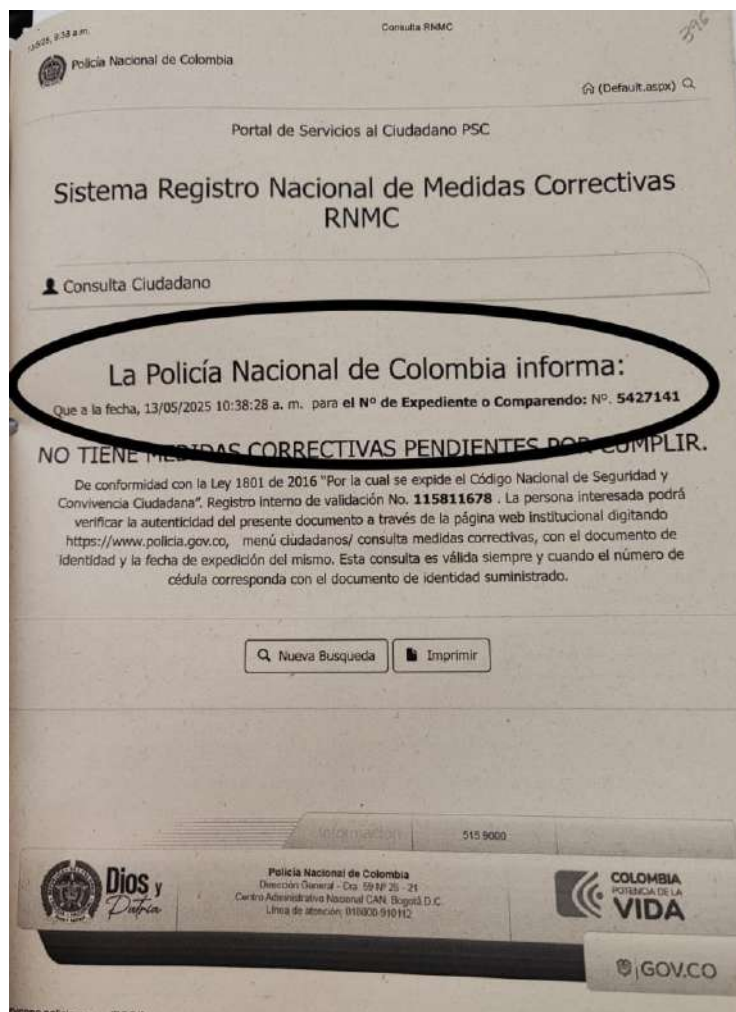 Consulta RNMC
396
Policía Nacional de Colombia
(Default.aspx)
Portal de Servicios al Ciudadano PSC
Sistema Registro Nacional de Medidas Correctivas
RNMC
Consulta Ciudadano
La Policía Nacional de Colombia informa:
Que a la fecha, 13/05/2025 10:38:28 a. m. para el Nº de Expediente o Comparendo: Nº. 5427141
NO TIENE MEDIDAS CORRECTIVAS PENDIENTES POR CUMPLIR.
De conformidad con la Ley 1801 de 2016 "Por la cual se expide el Código Nacional de Seguridad y
Convivencia Ciudadana". Registro interno de validación No. 115811678 . La persona interesada podrá
verificar la autenticidad del presente documento a través de la página web institucional digitando
https://www.policia.gov.co, menú ciudadanos/ consulta medidas correctivas, con el documento de
identidad y la fecha de expedición del mismo. Esta consulta es válida siempre y cuando el número de
cédula corresponda con el documento de identidad suministrado.
Nueva Busqueda
Imprimir
Información
515 9000
Dios y
Patria
Policía Nacional de Colombia
Dirección General - Cra. 59 Nº 26 - 21
Centro Administrativo Nacional CAN, Bogotá D.C.
Línea de atención: 018000-910112
COLOMBIA
POTENCIA DE LA
VIDA
GOV.CO